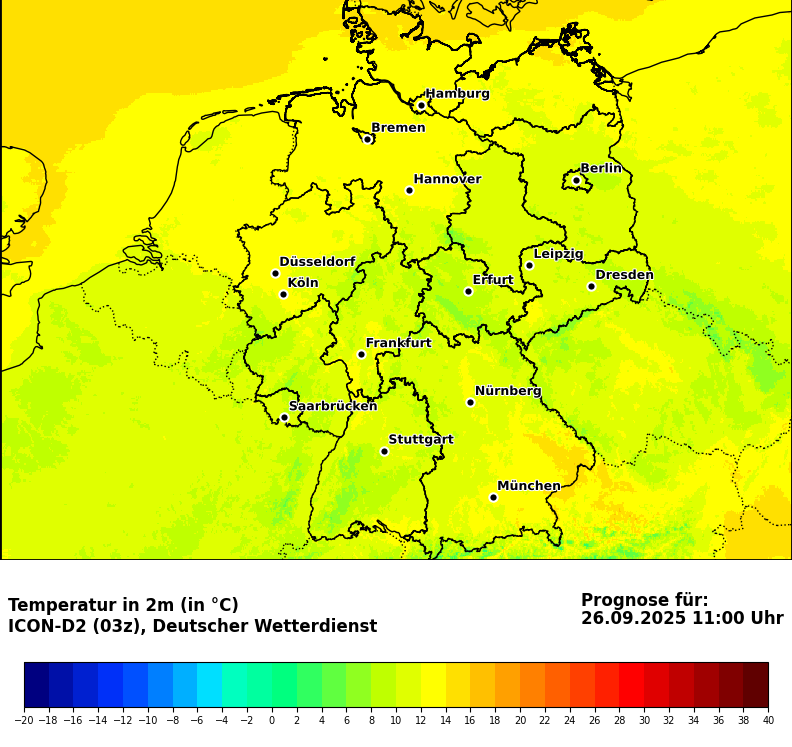 Hamburg
Bremen
Berlin
Hannover
Leipzig
Düsseldorf
Dresden
Köln
Erfurt
Frankfurt
Nürnberg
Saarbrücken
Stuttgart
München
Temperatur in 2m (in °C)
ICON-D2 (03z), Deutscher Wetterdienst
Prognose für:
26.09.2025 11:00 Uhr
−20 −18 −16 −14 −12 −10 −8 −6 −4 −2 0 2 4 6 8 10 12 14 16 18 20 22 24 26 28 30 32 34 36 38 40